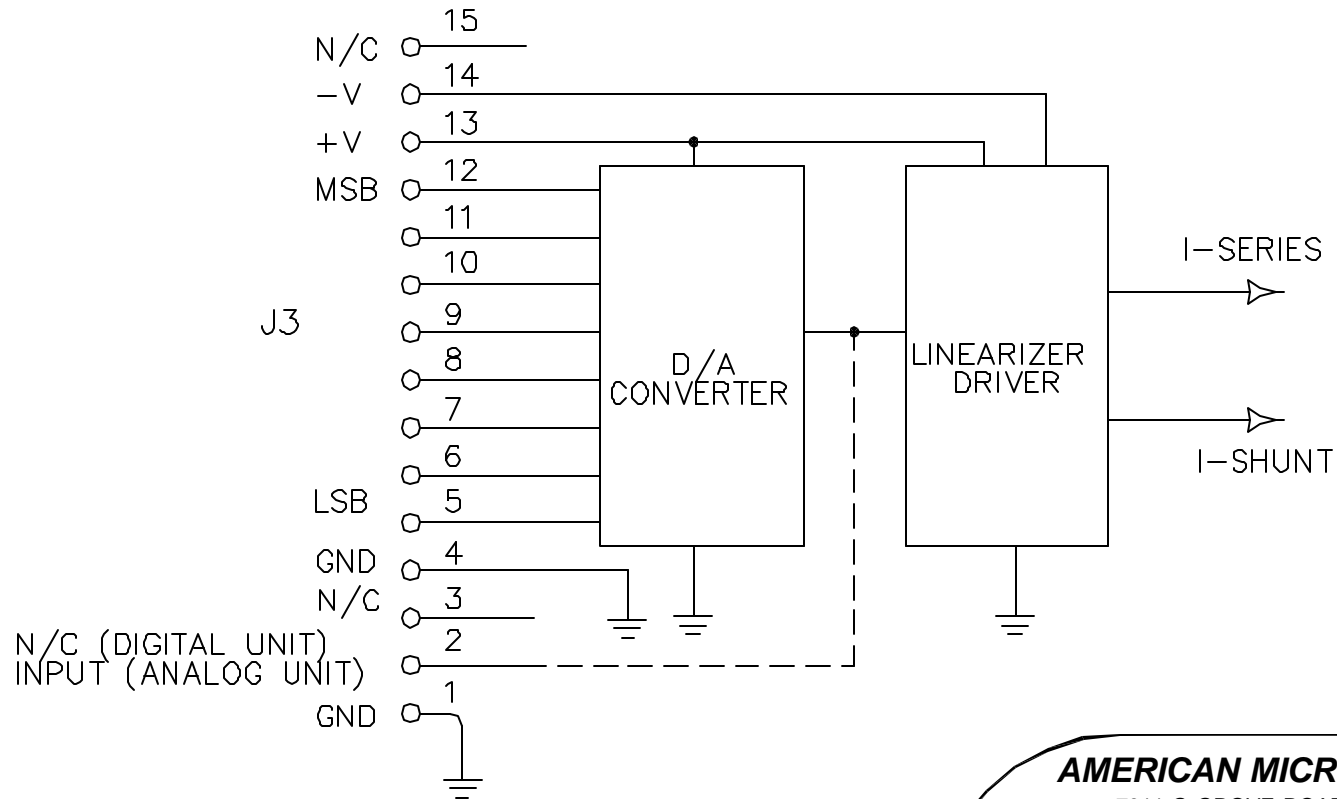 15
N/C
14
-V
13
+V
12
MSB
11
10
9
J3
8
7
6
5
LSB
4
GND
3
N/C
2
N/C (DIGITAL UNIT)
INPUT (ANALOG UNIT)
1
GND
D/A
CONVERTER
LINEARIZER
DRIVER
I-SERIES
I-SHUNT
AMERICAN MICR